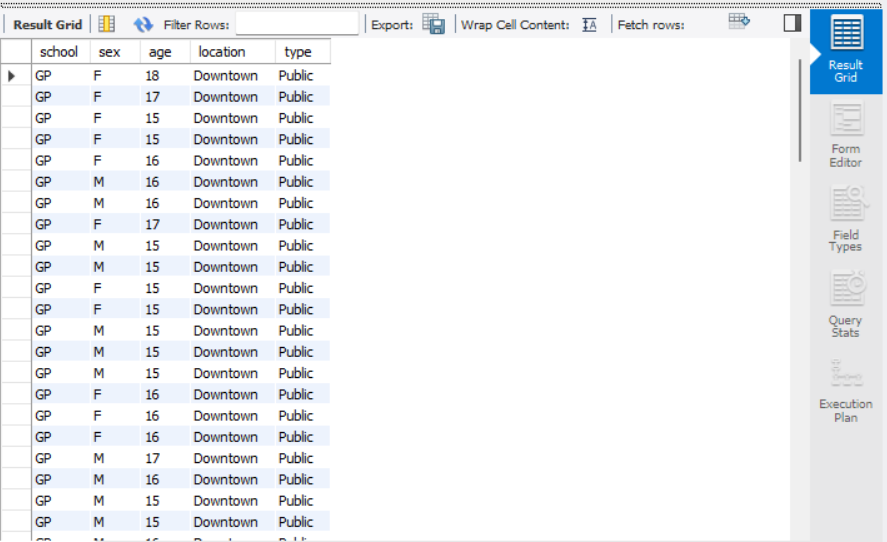 Result Grid Filter Rows: Export: Wrap Cell Content: Fetch rows:
school sex age location type
GP F 18 Downtown Public
GP F 17 Downtown Public
GP F 15 Downtown Public
GP F 15 Downtown Public
GP F 16 Downtown Public
GP M 16 Downtown Public
GP M 16 Downtown Public
GP F 17 Downtown Public
GP M 15 Downtown Public
GP M 15 Downtown Public
GP F 15 Downtown Public
GP F 15 Downtown Public
GP M 15 Downtown Public
GP M 15 Downtown Public
GP M 15 Downtown Public
GP F 16 Downtown Public
GP F 16 Downtown Public
GP F 16 Downtown Public
GP M 17 Downtown Public
GP M 16 Downtown Public
GP M 15 Downtown Public
GP M 15 Downtown Public
Result
Grid
Form
Editor
Field
Types
Query
Stats
Execution
Plan